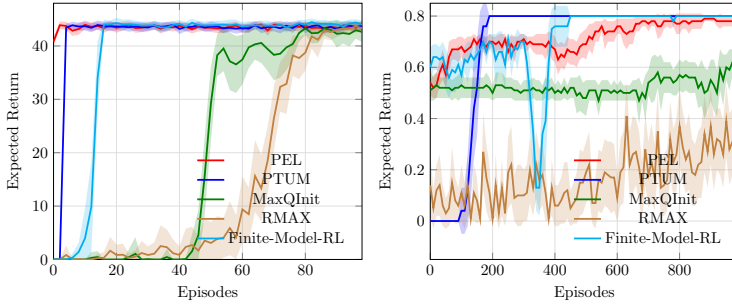 Expected Return
40
30
20
10
0
0
20
40
60
80
Episodes
PEL
PTUM
MaxQInit
RMAX
Finite-Model-RL
Expected Return
0.8
0.6
0.4
0.2
0
0
200
400
600
800
Episodes
PEL
PTUM
MaxQInit
RMAX
Finite-Model-RL